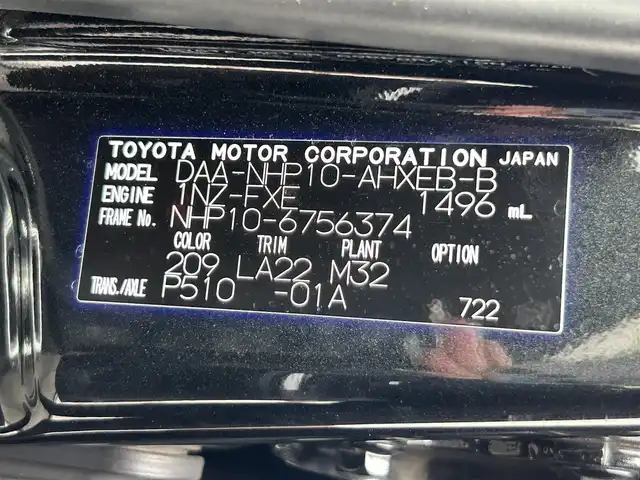 TOYOTA MOTOR CORPORATION JAPAN
MODEL DAA-NHP10-AHXEB-B
ENGINE 1NZ-FXE 1496 mL
FRAME No. NHP10-6756374
COLOR TRIM PLANT OPTION
209 LA22 M32
TRANS./AXLE P510 -01A 722